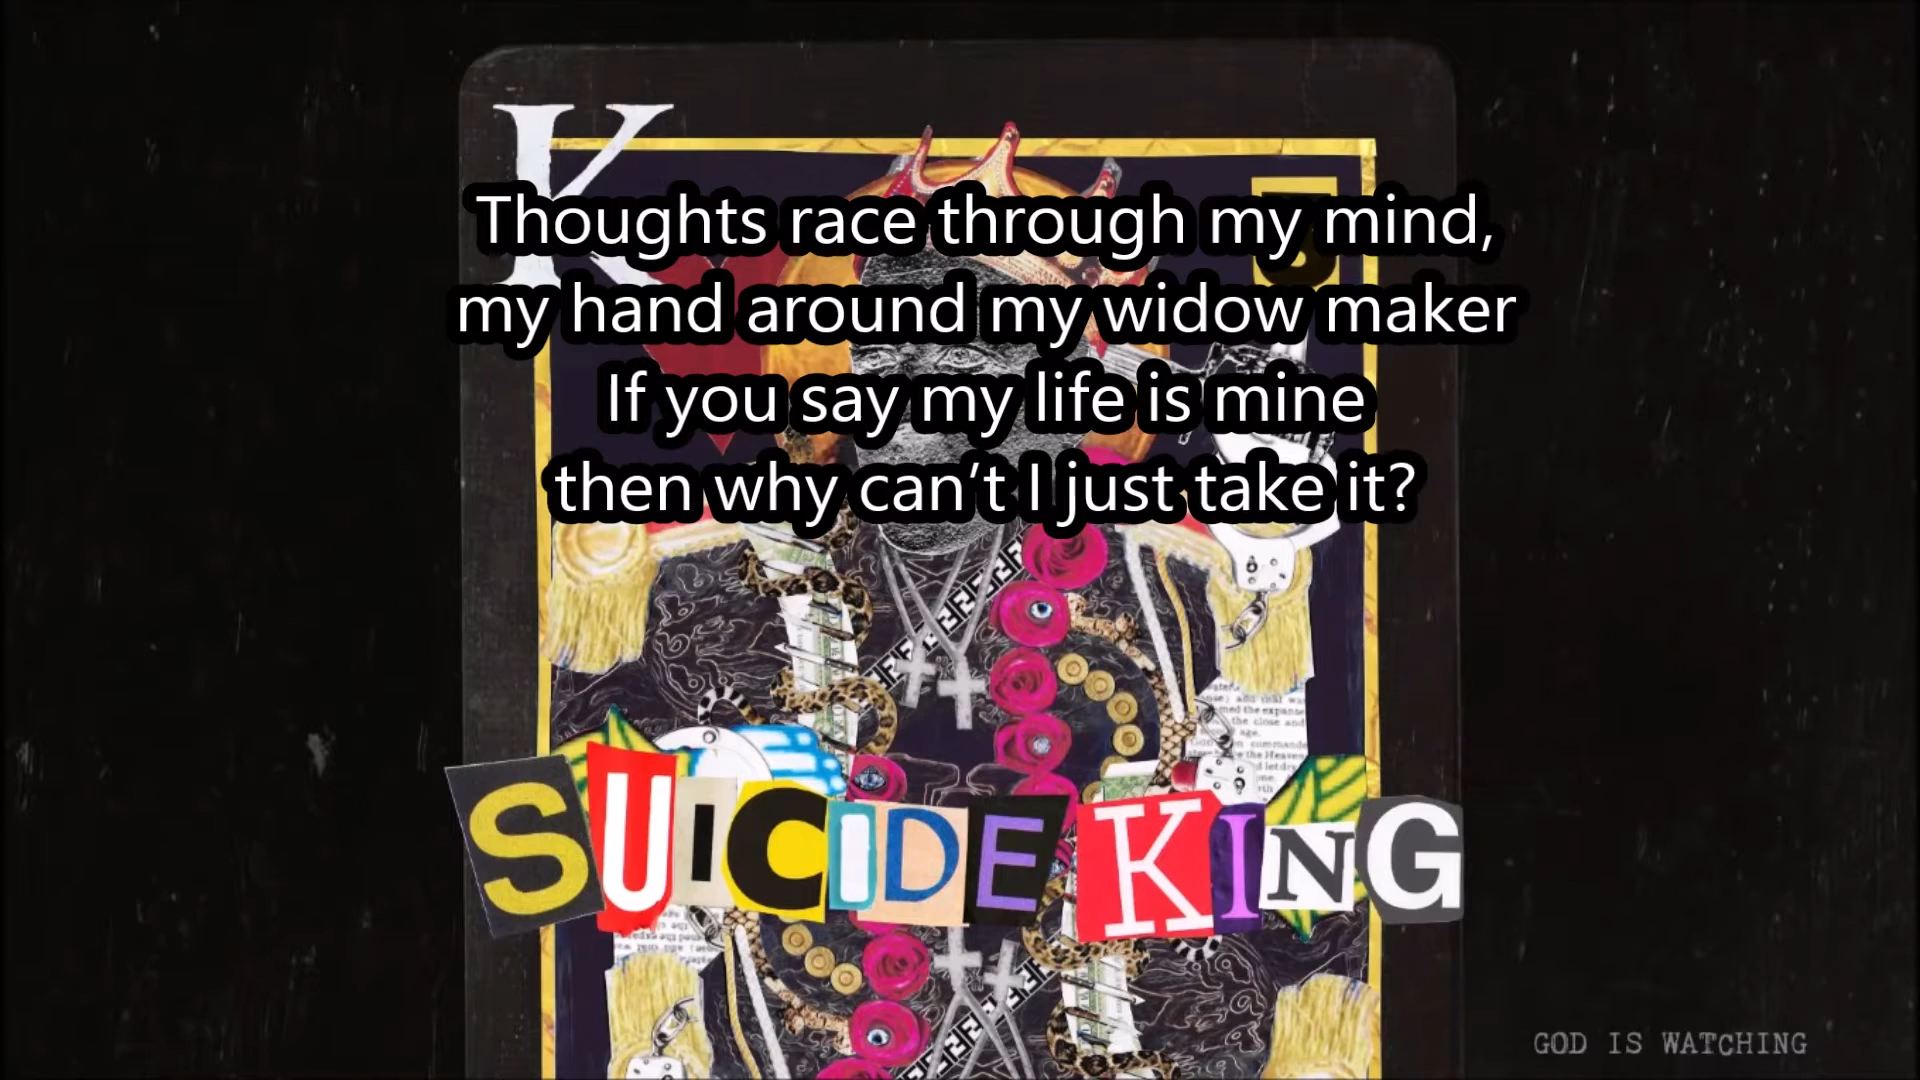 K
Thoughts race through my mind,
my hand around my widow maker
If you say my life is mine
then why can't I just take it?
SUICIDE KING
GOD IS WATCHING